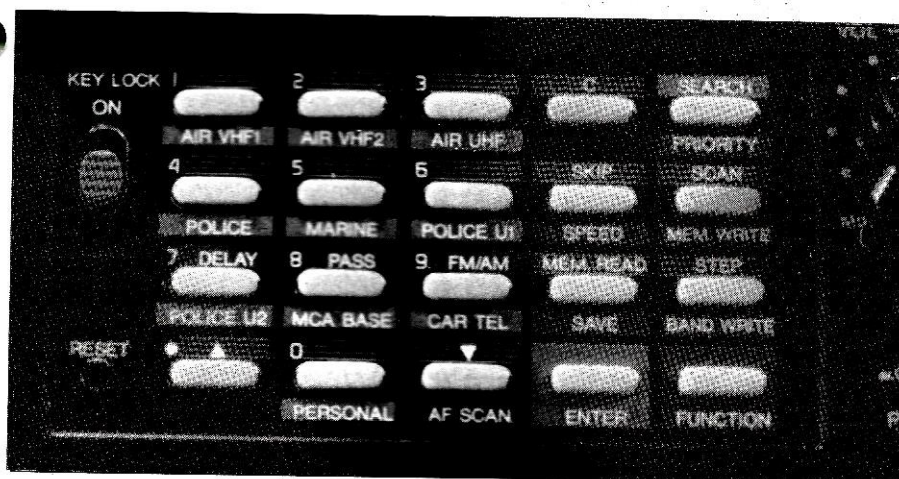 KEY LOCK 1 2 3 C SEARCH
ON
AIR VHF1 AIR VHF2 AIR UHF PRIORITY
4 5 6 SKIP SCAN
POLICE MARINE POLICE U1 SPEED MEM. WRITE
7 DELAY 8 PASS 9 FM/AM MEM. READ STEP
POLICE U2 MCA BASE CAR TEL SAVE BAND WRITE
RESET 0
PERSONAL AF SCAN ENTER FUNCTION